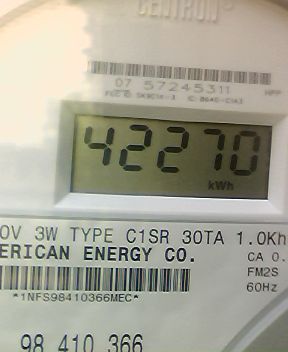 CENTRON
07 57245311
HPP
42270
kWh
0V 3W TYPE C1SR 30TA 1.0Kh
ERICAN ENERGY CO.
CA 0.
FM2S
60Hz
*1NFS98410366MEC*
98 410 366